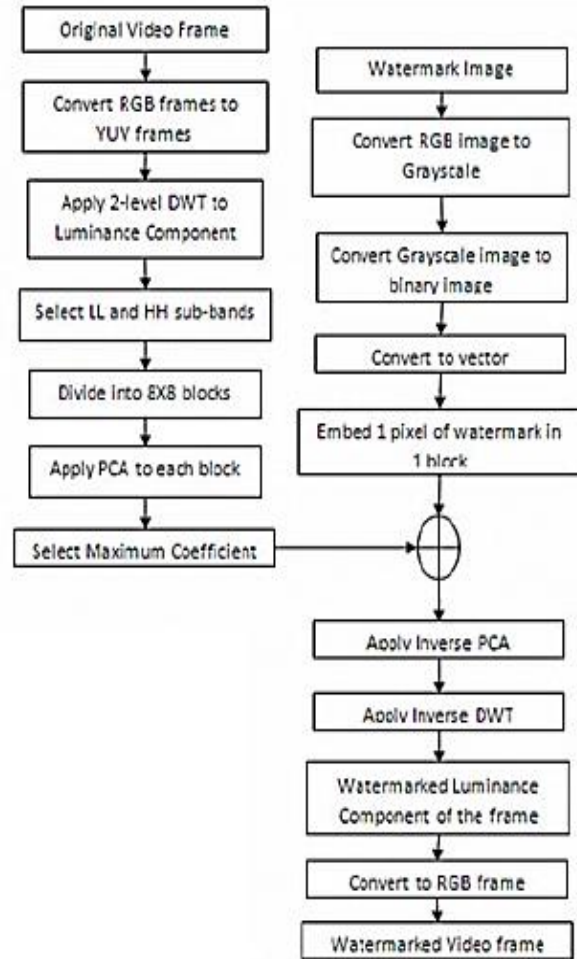 Original Video Frame
Convert RGB frames to
YUV frames
Apply 2-level DWT to
Luminance Component
Select LL and HH sub-bands
Divide into 8X8 blocks
Apply PCA to each block
Select Maximum Coefficient
Watermark Image
Convert RGB image to
Grayscale
Convert Grayscale image to
binary image
Convert to vector
Embed 1 pixel of watermark in
1 block
Apply Inverse PCA
Apply Inverse DWT
Watermarked Luminance
Component of the frame
Convert to RGB frame
Watermarked Video frame